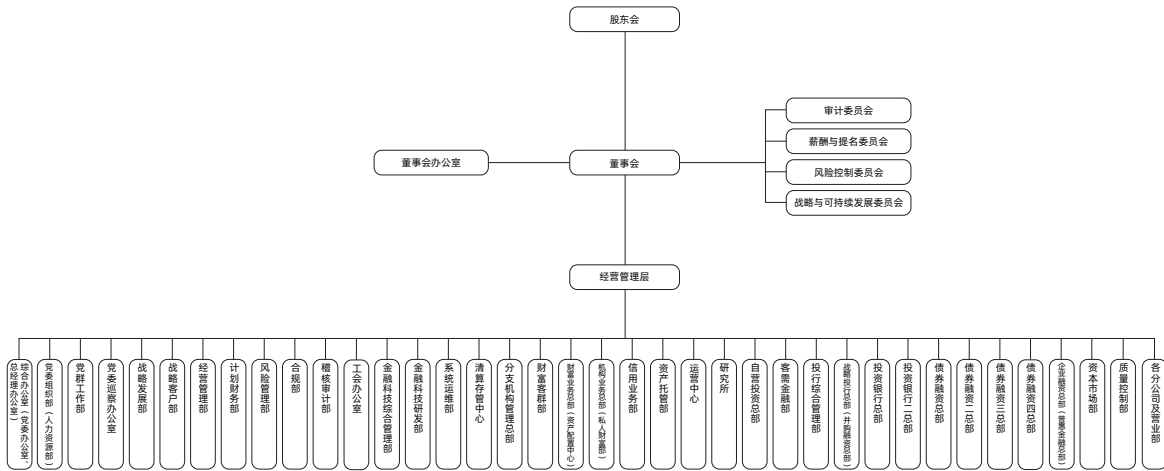 股东会
审计委员会
薪酬与提名委员会
董事会办公室
董事会
风险控制委员会
战略与可持续发展委员会
经营管理层
综合办公室（党委办公室、
总经理办公室）
党委组织部（人力资源部）
党群工作部
党委巡察办公室
战略发展部
战略客户部
经营管理部
计划财务部
风险管理部
合规部
稽核审计部
工会办公室
金融科技综合管理部
金融科技研发部
系统运维部
清算存管中心
分支机构管理总部
财富客群部
财富业务总部（资产配置中心）
机构业务总部（私人财富部）
信用业务部
资产托管部
运营中心
研究所
自营投资总部
客需金融部
投行综合管理部
战略投行总部（并购融资总部）
投资银行总部
投资银行二总部
债券融资总部
债券融资二总部
债券融资三总部
债券融资四总部
企业融资总部（普惠金融总部）
资本市场部
质量控制部
各分公司及营业部